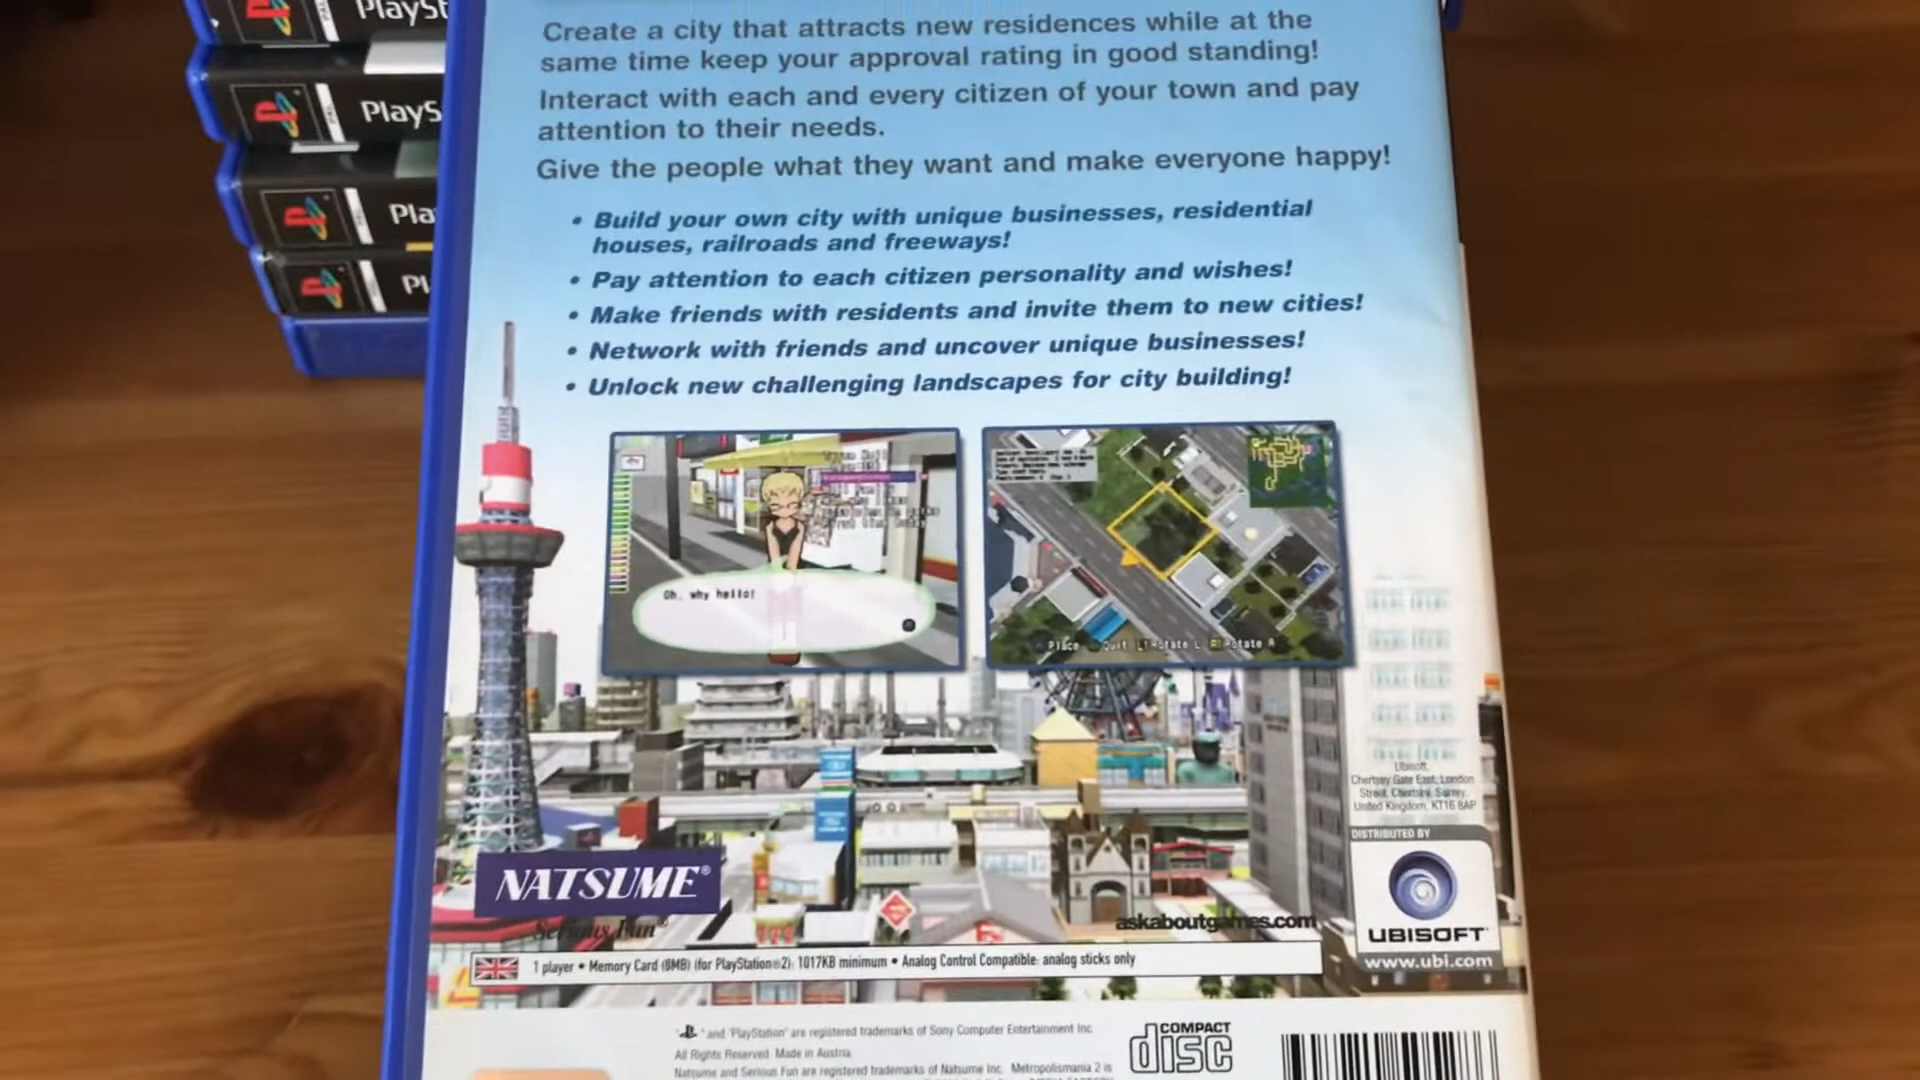 PlaySt
PlayS
Pla
Pl
Create a city that attracts new residences while at the
same time keep your approval rating in good standing!
Interact with each and every citizen of your town and pay
attention to their needs.
Give the people what they want and make everyone happy!
• Build your own city with unique businesses, residential
houses, railroads and freeways!
• Pay attention to each citizen personality and wishes!
• Make friends with residents and invite them to new cities!
• Network with friends and uncover unique businesses!
• Unlock new challenging landscapes for city building!
Oh, why hello!
Place Quit L1 Rotate L R1 Rotate R
Ubisoft,
Chertsey Gate East, London
Street, Chertsey, Surrey.
United Kingdom, KT16 8AP
DISTRIBUTED BY
UBISOFT
www.ubi.com
NATSUME®
Serious Fun®
askaboutgames.com
1 player • Memory Card (8MB) (for PlayStation®2): 1017KB minimum • Analog Control Compatible: analog sticks only
" " and "PlayStation" are registered trademarks of Sony Computer Entertainment Inc.
All Rights Reserved. Made in Austria.
Natsume and Serious Fun are registered trademarks of Natsume Inc. Metropolismania 2 is
COMPACT
disc